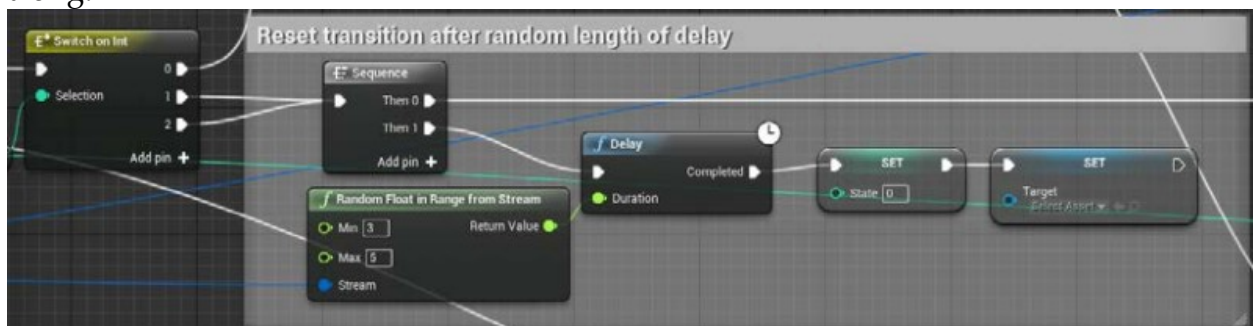 Switch on Int
0
Selection
1
2
Add pin +
Reset transition after random length of delay
Sequence
Then 0
Then 1
Add pin +
f Random Float in Range from Stream
Min 3
Return Value
Max 5
Stream
f Delay
Completed
Duration
SET
State 0
SET
Target
Select Asset